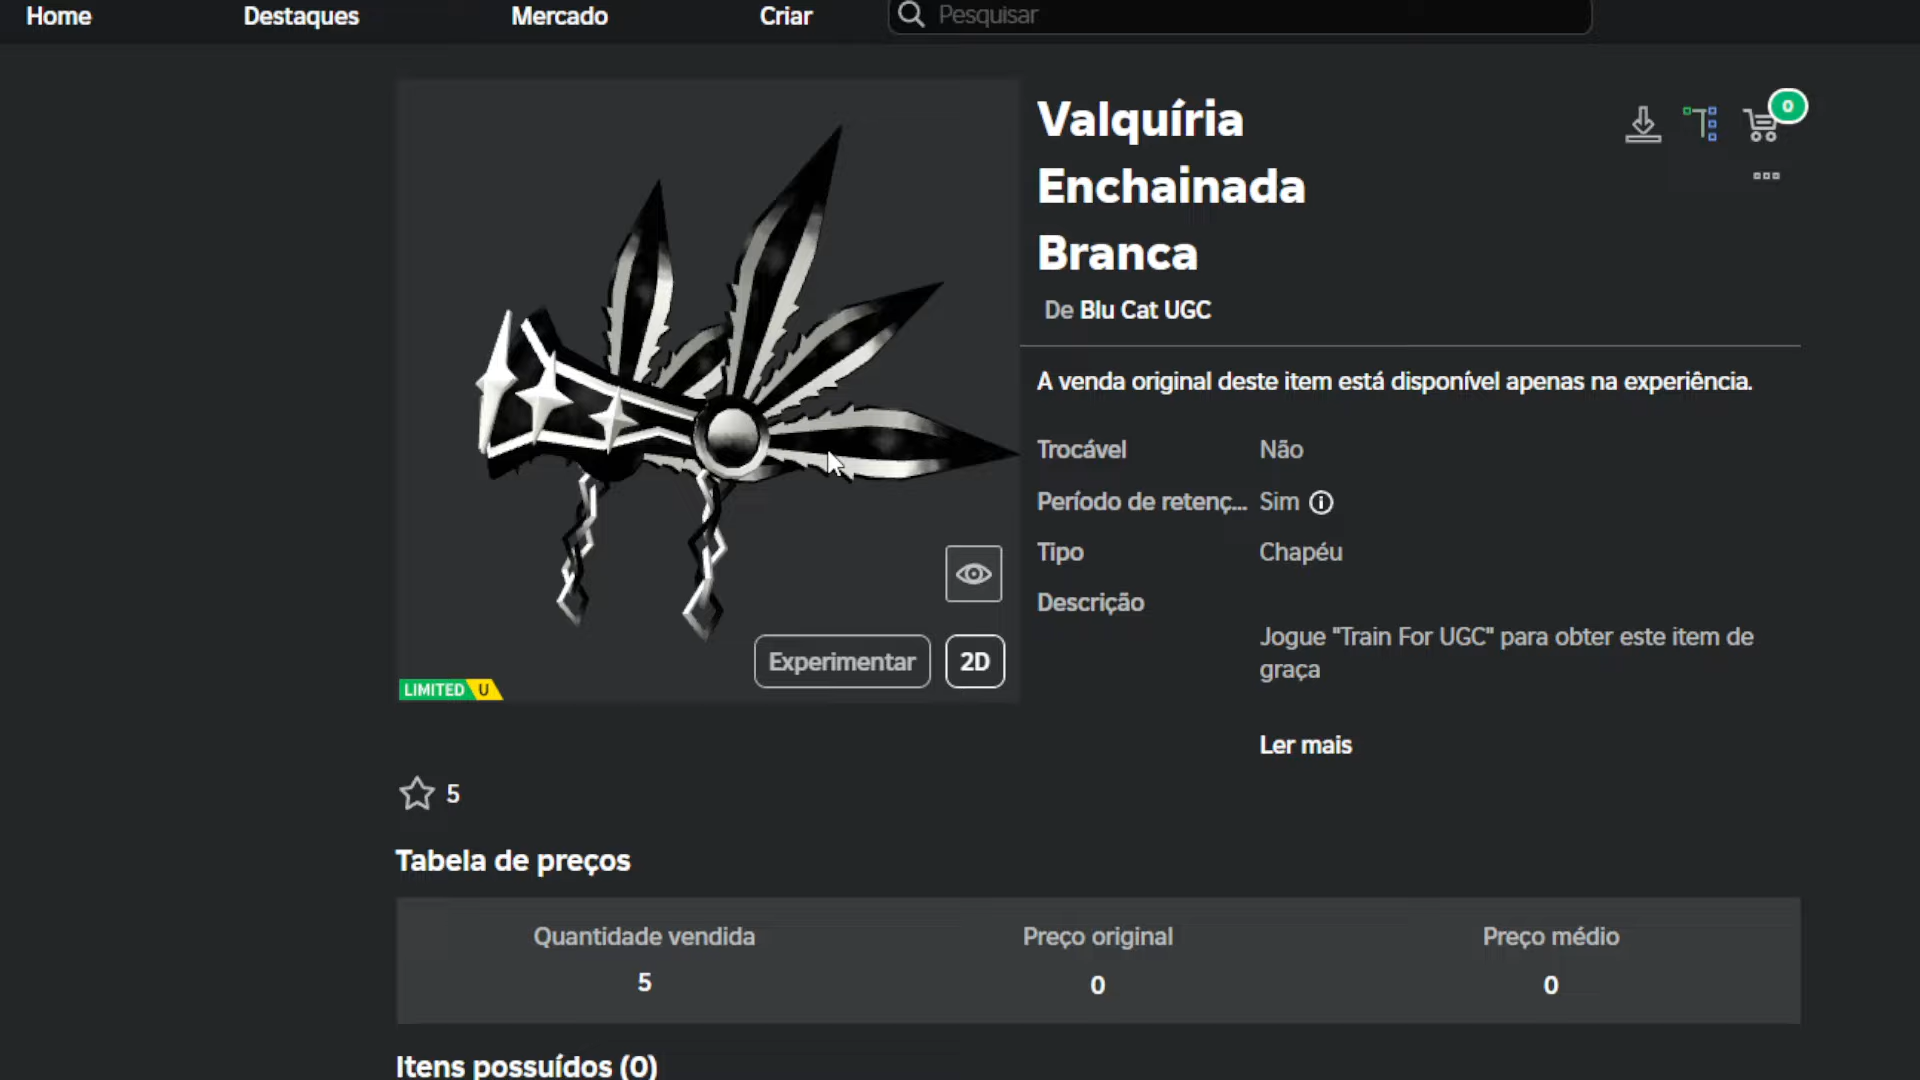 Home
Destaques
Mercado
Criar
Pesquisar
Valquíria
Enchainada
Branca
0
De Blu Cat UGC
A venda original deste item está disponível apenas na experiência.
Trocável
Não
Período de retenç...
Sim
Tipo
Chapéu
Descrição
Jogue "Train For UGC" para obter este item de
graça
Ler mais
Experimentar
2D
LIMITED U
5
Tabela de preços
Quantidade vendida
Preço original
Preço médio
5
0
0
Itens possuídos (0)